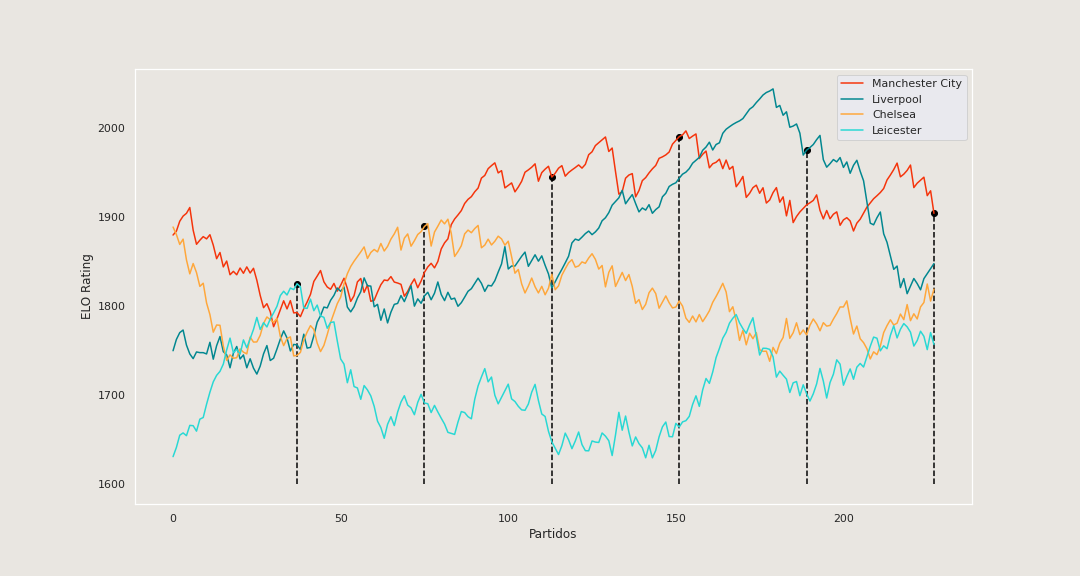 Manchester City
Liverpool
Chelsea
Leicester
2000
1900
1800
1700
1600
ELO Rating
0 50 100 150 200
Partidos